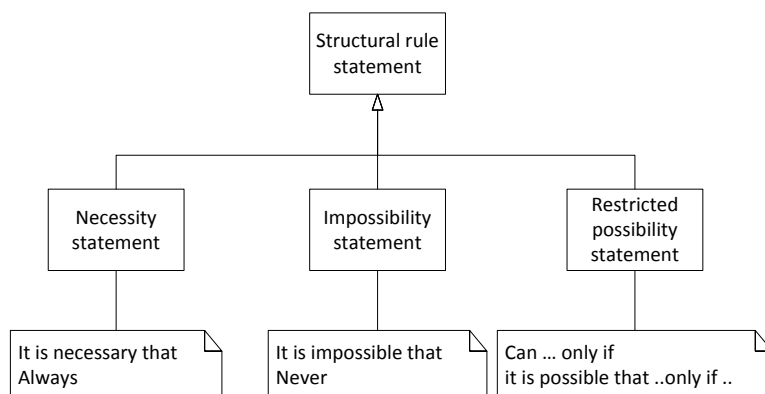 Structural rule
statement
Necessity
statement
Impossibility
statement
Restricted
possibility
statement
It is necessary that
Always
It is impossible that
Never
Can ... only if
it is possible that ..only if ..